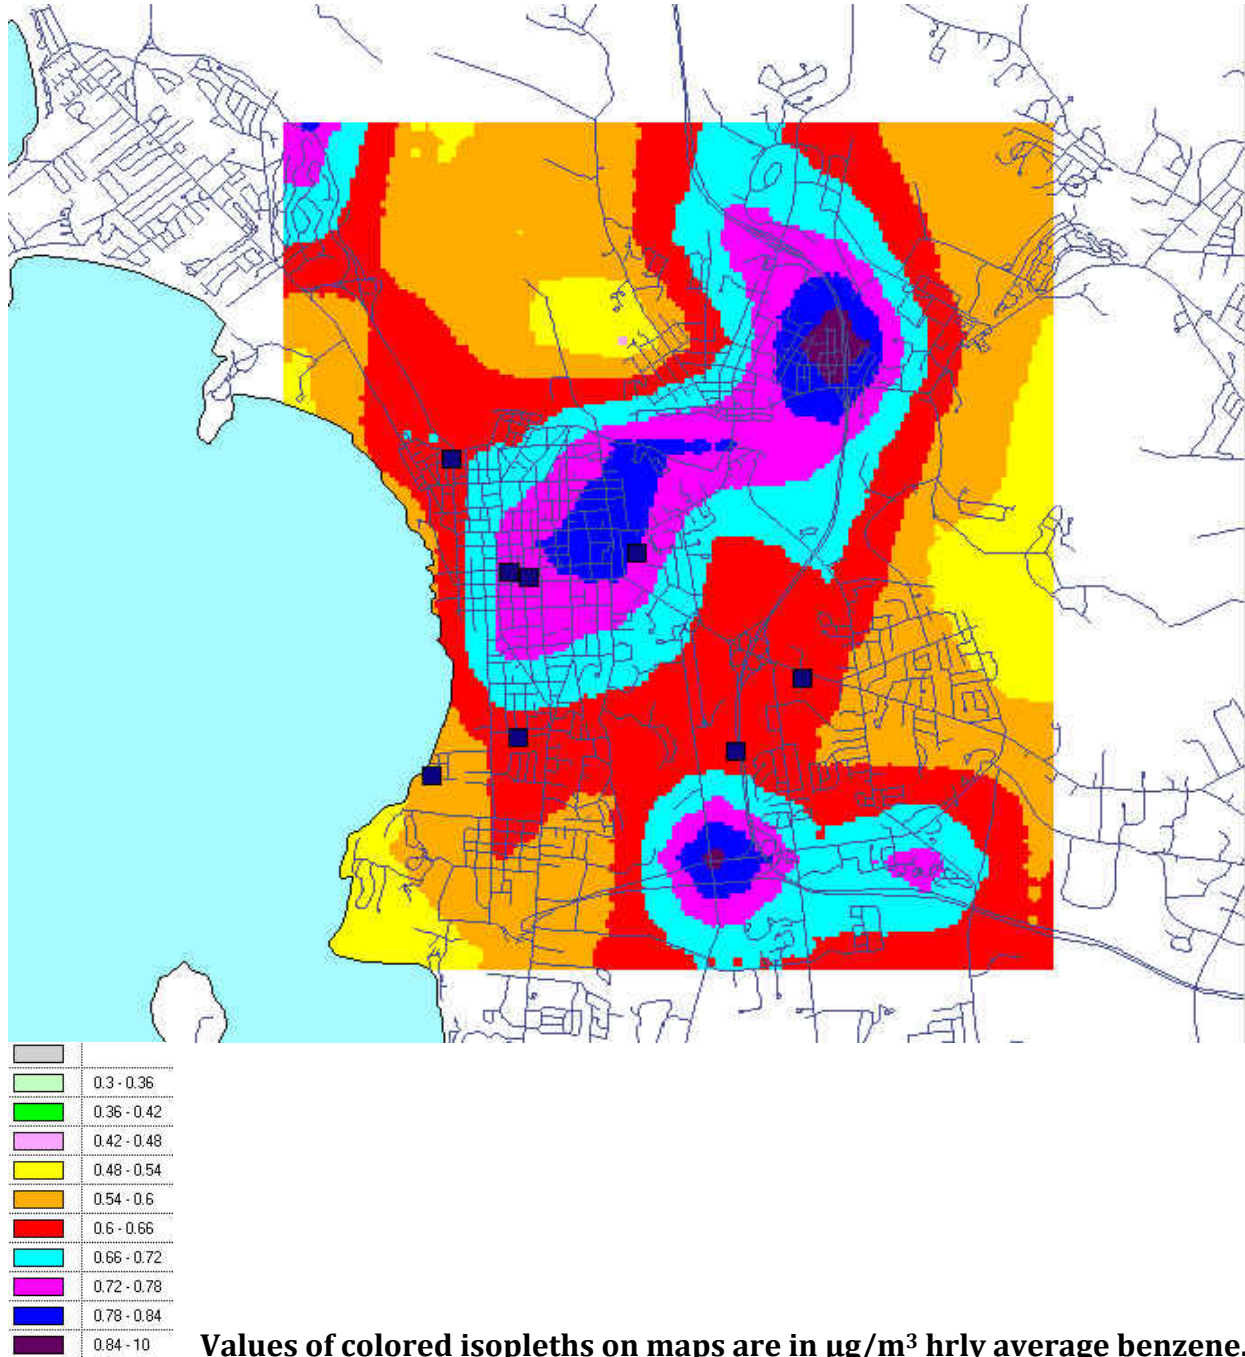 0.3 - 0.36
0.36 - 0.42
0.42 - 0.48
0.48 - 0.54
0.54 - 0.6
0.6 - 0.66
0.66 - 0.72
0.72 - 0.78
0.78 - 0.84
0.84 - 10
Values of colored isopleths on maps are in µg/m³ hrly average benzene.